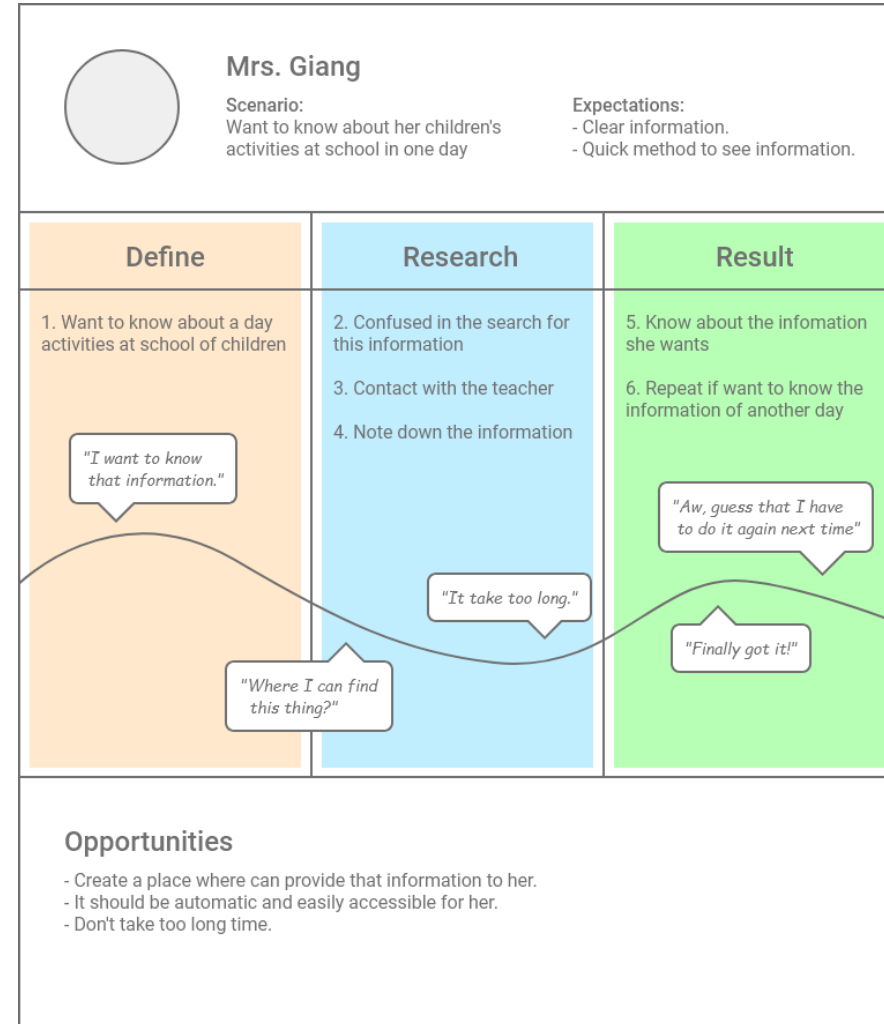 Mrs. Giang
Scenario:
Want to know about her children's
activities at school in one day
Expectations:
- Clear information.
- Quick method to see information.
Define
1. Want to know about a day
activities at school of children
"I want to know
that information."
Research
2. Confused in the search for
this information
3. Contact with the teacher
4. Note down the information
"Where I can find
this thing?"
"It take too long."
Result
5. Know about the infomation
she wants
6. Repeat if want to know the
information of another day
"Aw, guess that I have
to do it again next time"
"Finally got it!"
Opportunities
- Create a place where can provide that information to her.
- It should be automatic and easily accessible for her.
- Don't take too long time.